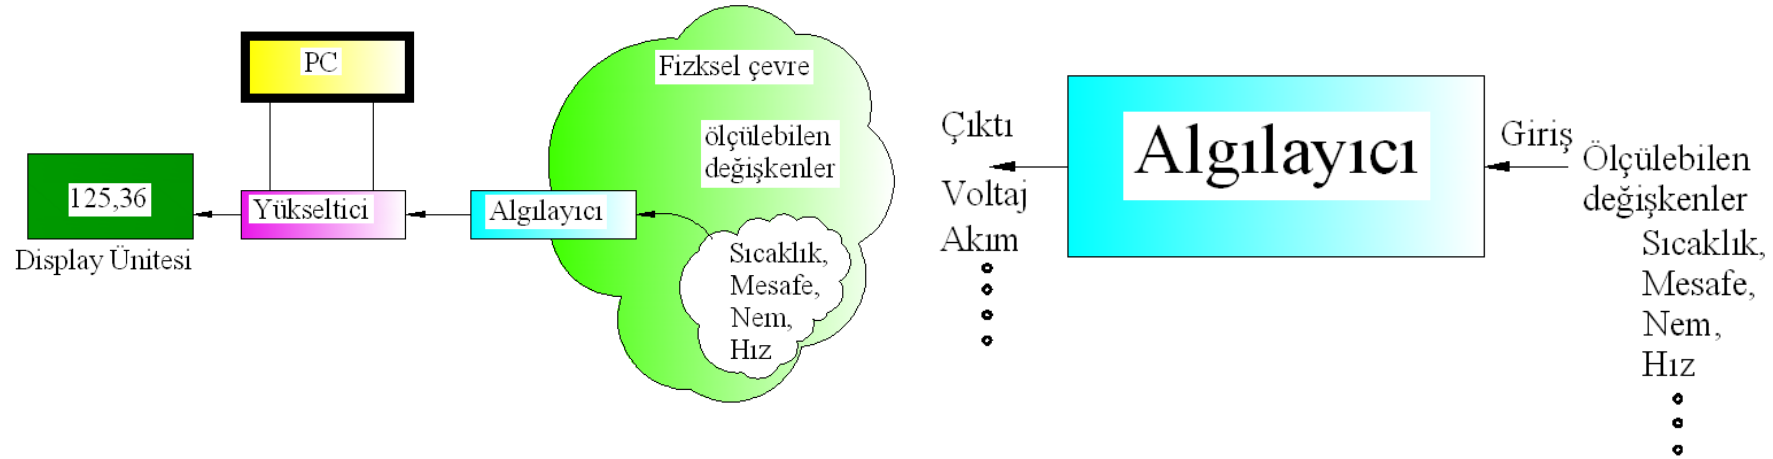 PC
Fizksel çevre
ölçülebilen
değişkenler
125,36
Yükseltici
Algılayıcı
Display Ünitesi
Sıcaklık,
Mesafe,
Nem,
Hız
Çıktı
Voltaj
Akım
Algılayıcı
Giriş
Ölçülebilen
değişkenler
Sıcaklık,
Mesafe,
Nem,
Hız